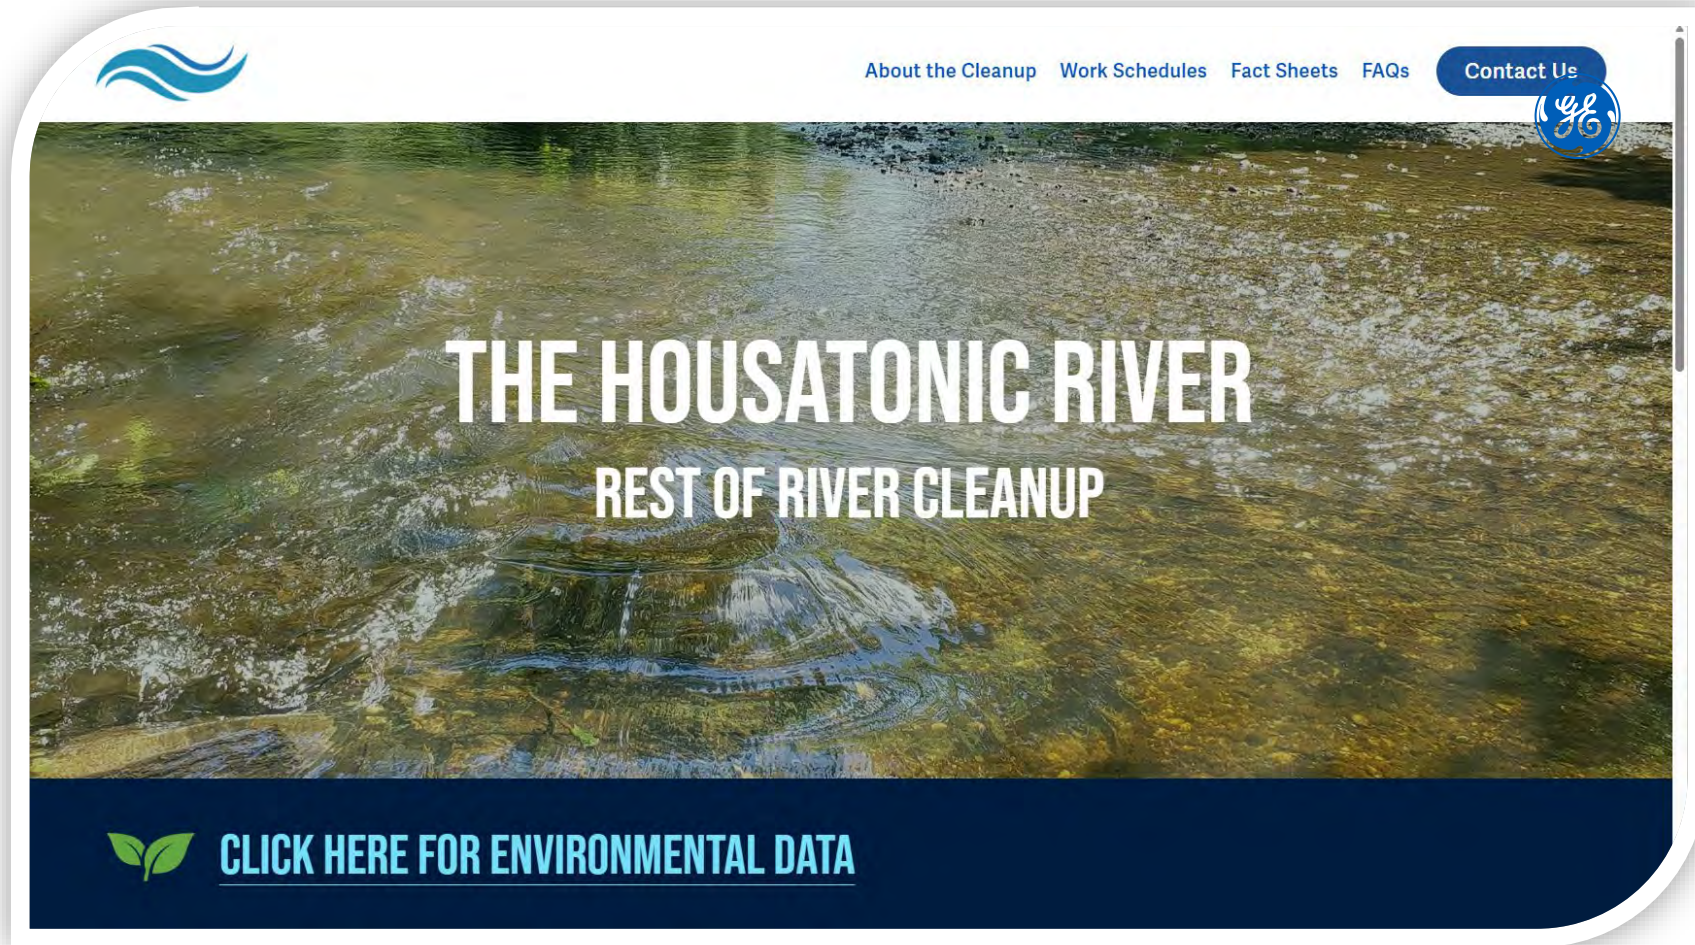 About the Cleanup Work Schedules Fact Sheets FAQs Contact Us
GE
THE HOUSATONIC RIVER
REST OF RIVER CLEANUP
CLICK HERE FOR ENVIRONMENTAL DATA